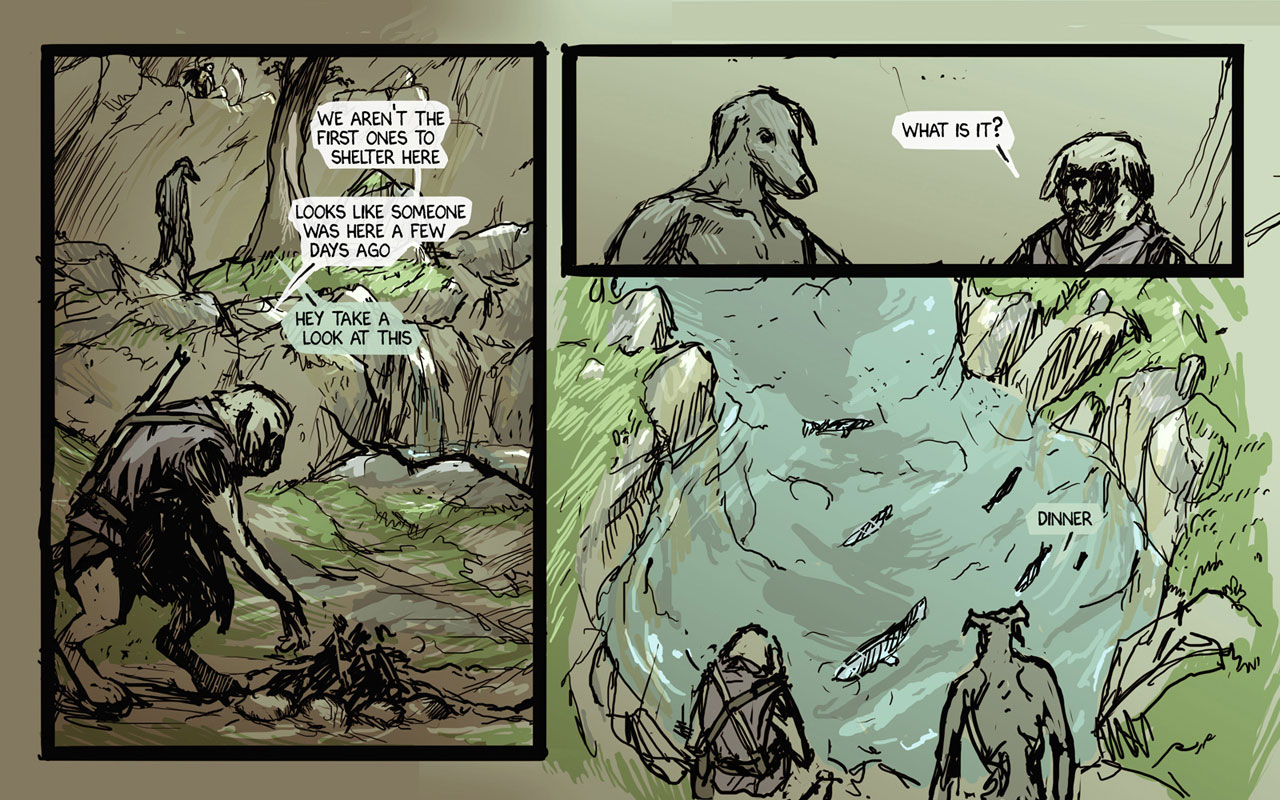 WE AREN'T THE
FIRST ONES TO
SHELTER HERE
LOOKS LIKE SOMEONE
WAS HERE A FEW
DAYS AGO
HEY TAKE A
LOOK AT THIS
WHAT IS IT?
DINNER